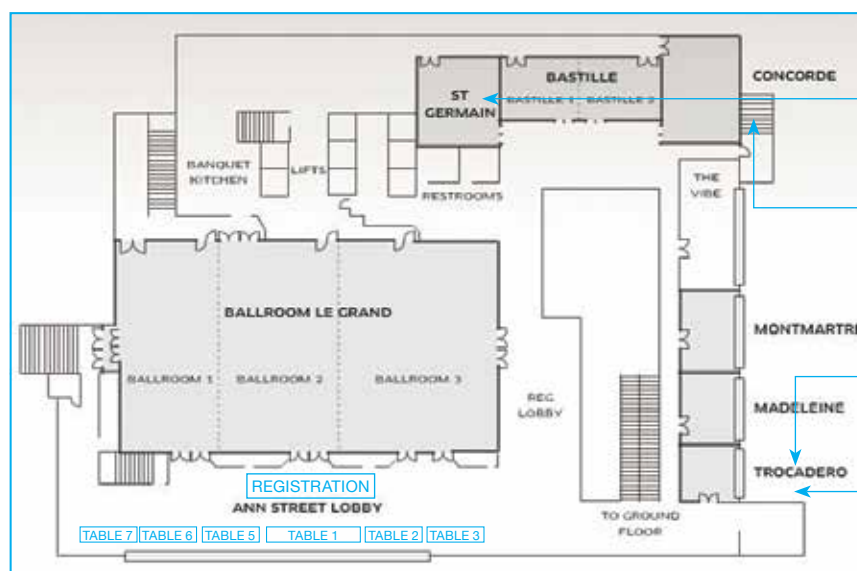 CONCORDE
BASTILLE
ST
GERMAIN
BASTILLE 1
BASTILLE 2
BANQUET
KITCHEN
LIFTS
RESTROOMS
THE
VIBE
BALLROOM LE GRAND
MONTMARTRE
BALLROOM 1
BALLROOM 2
BALLROOM 3
REG
LOBBY
MADELEINE
TROCADERO
REGISTRATION
ANN STREET LOBBY
TO GROUND
FLOOR
TABLE 7
TABLE 6
TABLE 5
TABLE 1
TABLE 2
TABLE 3